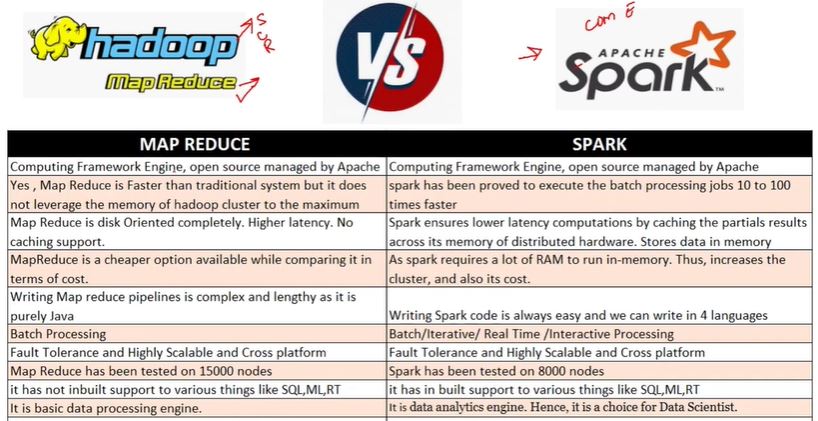 hadoop
Map Reduce
S
R
VS
com E
APACHE
Spark™
MAP REDUCE
SPARK
Computing Framework Engine, open source managed by Apache
Computing Framework Engine, open source managed by Apache
Yes , Map Reduce is Faster than traditional system but it does
not leverage the memory of hadoop cluster to the maximum
spark has been proved to execute the batch processing jobs 10 to 100
times faster
Map Reduce is disk Oriented completely. Higher latency. No
caching support.
Spark ensures lower latency computations by caching the partials results
across its memory of distributed hardware. Stores data in memory
MapReduce is a cheaper option available while comparing it in
terms of cost.
As spark requires a lot of RAM to run in-memory. Thus, increases the
cluster, and also its cost.
Writing Map reduce pipelines is complex and lengthy as it is
purely Java
Writing Spark code is always easy and we can write in 4 languages
Batch Processing
Batch/Iterative/ Real Time /Interactive Processing
Fault Tolerance and Highly Scalable and Cross platform
Fault Tolerance and Highly Scalable and Cross platform
Map Reduce has been tested on 15000 nodes
Spark has been tested on 8000 nodes
it has not inbuilt support to various things like SQL,ML,RT
it has in built support to various things like SQL,ML,RT
It is basic data processing engine.
It is data analytics engine. Hence, it is a choice for Data Scientist.